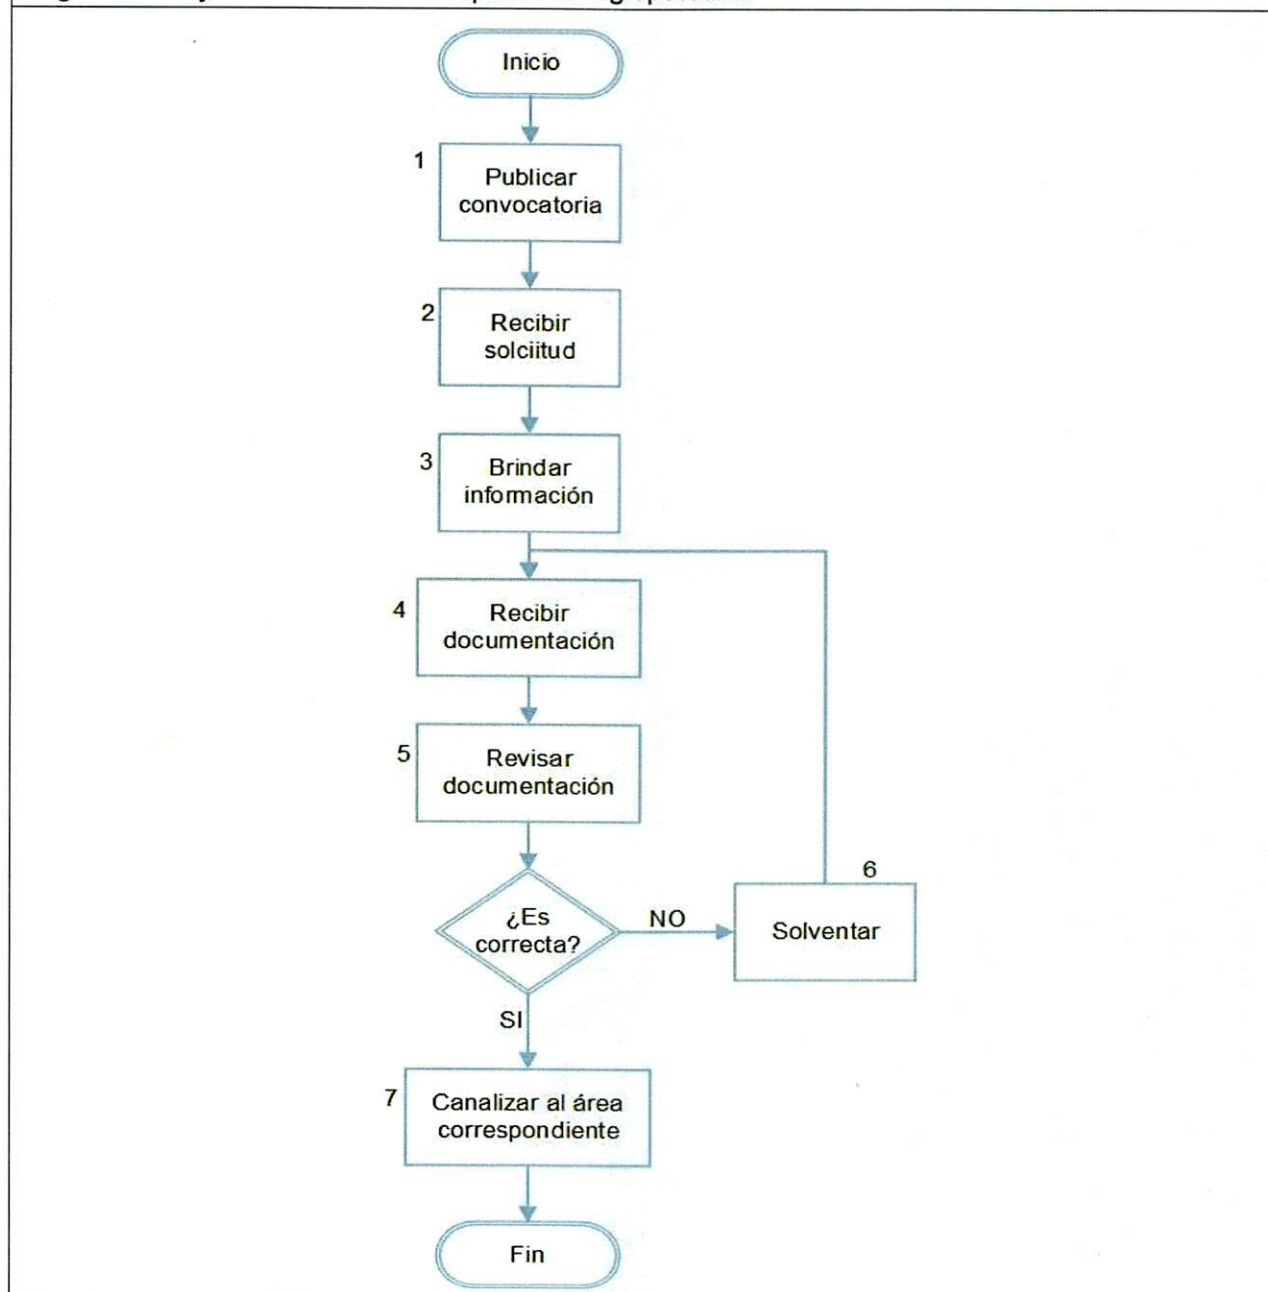 Inicio
1
Publicar
convocatoria
2
Recibir
solciitud
3
Brindar
información
4
Recibir
documentación
5
Revisar
documentación
¿Es
correcta?
NO
6
Solventar
SI
7
Canalizar al área
correspondiente
Fin